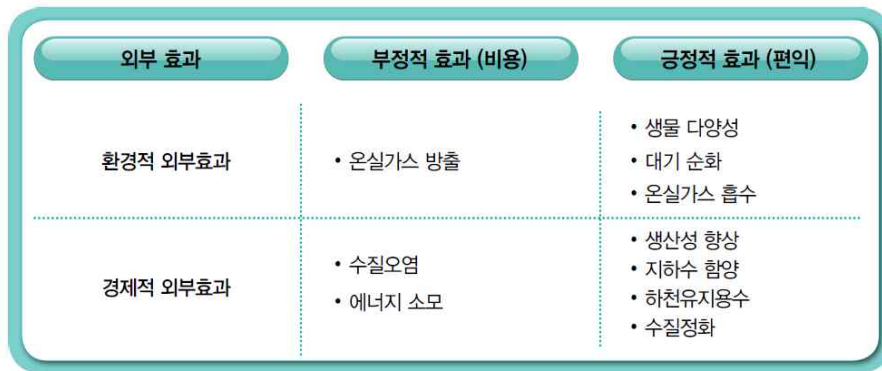 외부 효과
부정적 효과 (비용)
긍정적 효과 (편익)
환경적 외부효과
• 온실가스 방출
• 생물 다양성
• 대기 순화
• 온실가스 흡수
경제적 외부효과
• 수질오염
• 에너지 소모
• 생산성 향상
• 지하수 함양
• 하천유지용수
• 수질정화